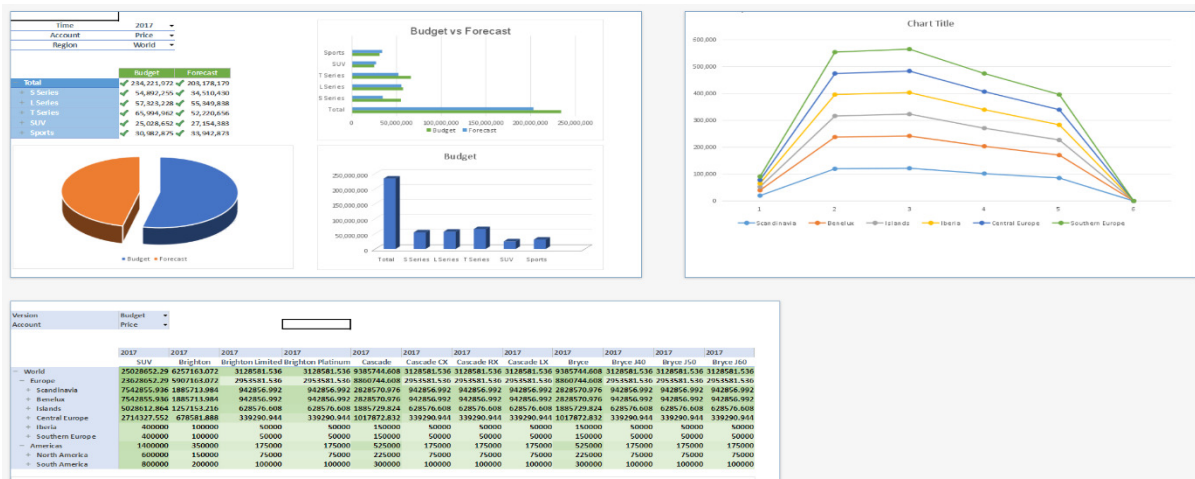 Time 2017
Account Price
Region World
Budget Forecast
Total 234,221,972 203,178,179
S Series 54,892,255 34,510,430
L Series 57,323,228 55,349,838
T Series 65,994,962 52,220,656
SUV 25,028,652 27,154,383
Sports 30,982,875 33,942,873
Budget Forecast
Budget vs Forecast
Sports
SUV
T Series
L Series
S Series
Total
0 50,000,000 100,000,000 150,000,000 200,000,000 250,000,000
Budget Forecast
Budget
250,000,000
200,000,000
150,000,000
100,000,000
50,000,000
0
Total S Series L Series T Series SUV Sports
Chart Title
600,000
500,000
400,000
300,000
200,000
100,000
0
1 2 3 4 5 6
Scandinavia Benelux Islands Iberia Central Europe Southern Europe
Version Budget
Account Price
2017 2017 2017 2017 2017 2017 2017 2017 2017 2017 2017 2017
SUV Brighton Brighton Limited Brighton Platinum Cascade Cascade CX Cascade RX Cascade LX Bryce Bryce J40 Bryce J50 Bryce J60
World 25028652.29 6257163.072 3128581.536 3128581.536 9385744.608 3128581.536 3128581.536 3128581.536 9385744.608 3128581.536 3128581.536 3128581.536
Europe 23628652.29 5907163.072 2953581.536 2953581.536 8860744.608 2953581.536 2953581.536 2953581.536 8860744.608 2953581.536 2953581.536 2953581.536
Scandinavia 7542855.936 1885713.984 942856.992 942856.992 2828570.976 942856.992 942856.992 942856.992 2828570.976 942856.992 942856.992 942856.992
Benelux 7542855.936 1885713.984 942856.992 942856.992 2828570.976 942856.992 942856.992 942856.992 2828570.976 942856.992 942856.992 942856.992
Islands 5028612.864 1257153.216 628576.608 628576.608 1885729.824 628576.608 628576.608 628576.608 1885729.824 628576.608 628576.608 628576.608
Central Europe 2714327.552 678581.888 339290.944 339290.944 1017872.832 339290.944 339290.944 339290.944 1017872.832 339290.944 339290.944 339290.944
Iberia 400000 100000 50000 50000 150000 50000 50000 50000 150000 50000 50000 50000
Southern Europe 400000 100000 50000 50000 150000 50000 50000 50000 150000 50000 50000 50000
Americas 1400000 350000 175000 175000 525000 175000 175000 175000 525000 175000 175000 175000
North America 600000 150000 75000 75000 225000 75000 75000 75000 225000 75000 75000 75000
South America 800000 200000 100000 100000 300000 100000 100000 100000 300000 100000 100000 100000